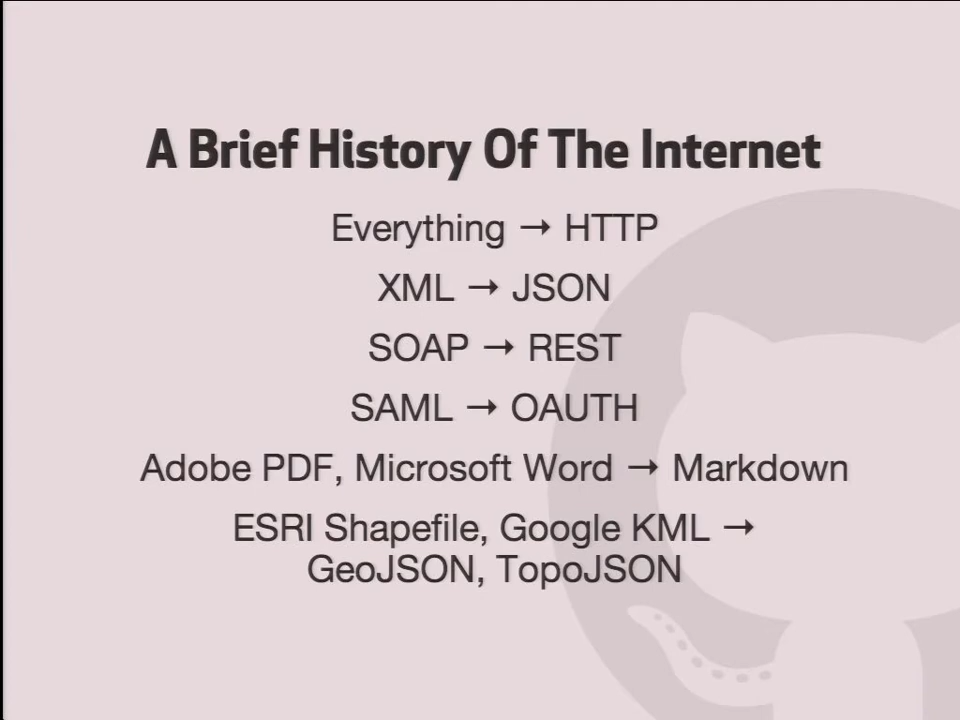 A Brief History Of The Internet
Everything → HTTP
XML → JSON
SOAP → REST
SAML → OAUTH
Adobe PDF, Microsoft Word → Markdown
ESRI Shapefile, Google KML →
GeoJSON, TopoJSON